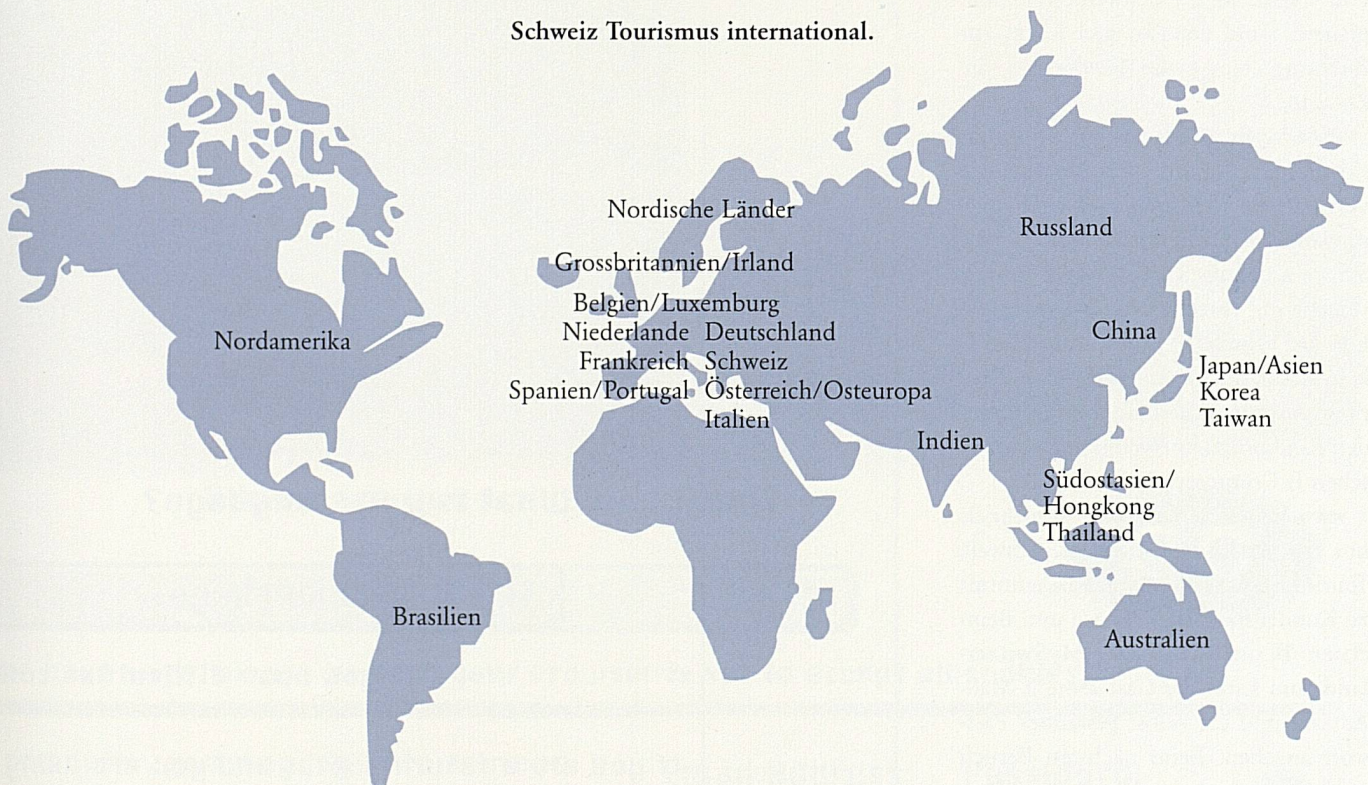 Schweiz Tourismus international.
Nordische Länder
Russland
Grossbritannien/Irland
Belgien/Luxemburg
Niederlande Deutschland
Frankreich Schweiz
Spanien/Portugal Österreich/Osteuropa
Italien
Nordamerika
China
Japan/Asien
Korea
Taiwan
Indien
Südostasien/
Hongkong
Thailand
Brasilien
Australien